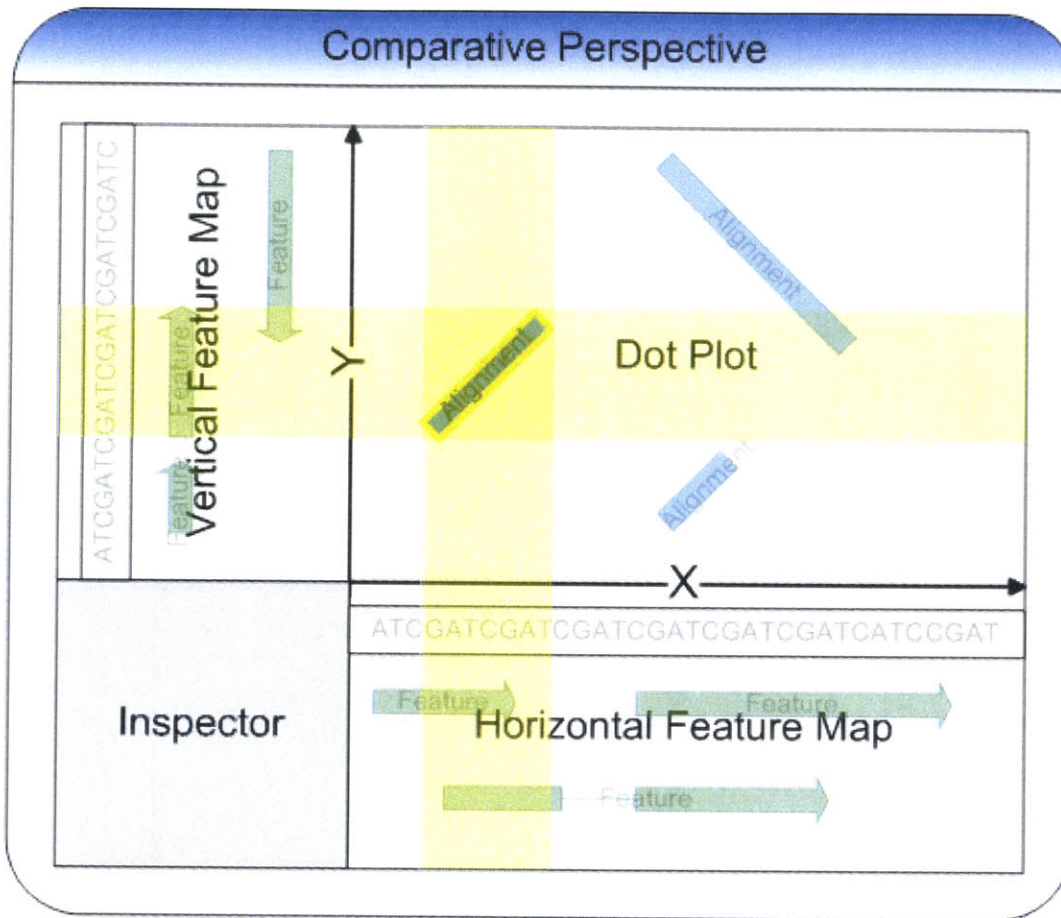 Comparative Perspective
ATCGATCGATCGATCGATCGATC
Vertical Feature Map
Feature
Feature
Feature
Y
Alignment
Alignment
Dot Plot
Alignment
X
ATCGATCGATCGATCGATCGATCGATCATCCGAT
Inspector
Feature
Feature
Horizontal Feature Map
Feature